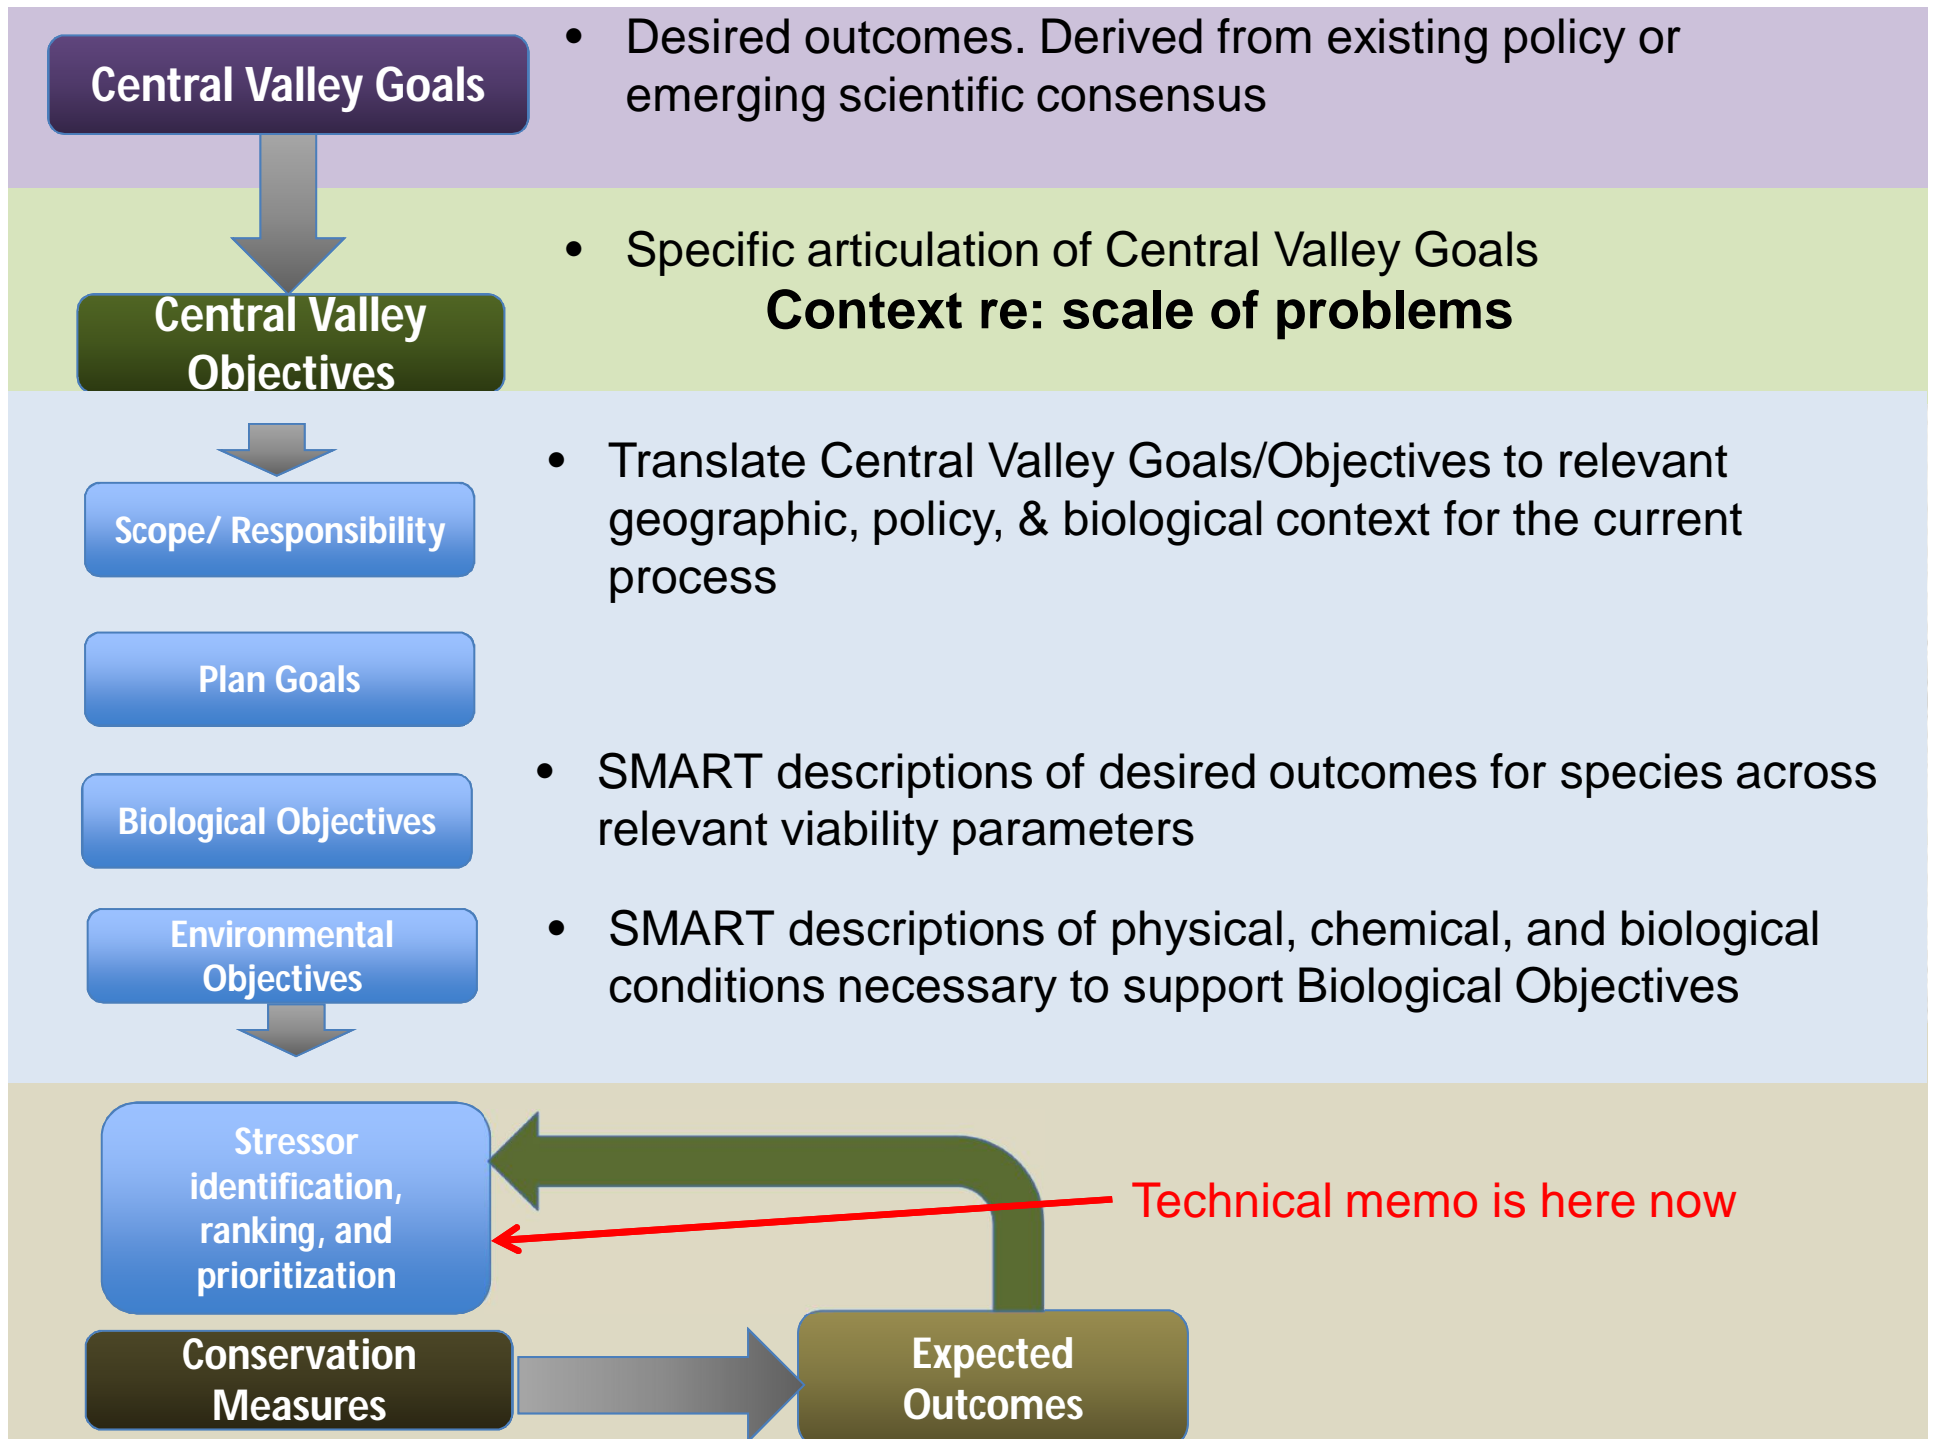 Central Valley Goals
• Desired outcomes. Derived from existing policy or
emerging scientific consensus
Central Valley
Objectives
• Specific articulation of Central Valley Goals
Context re: scale of problems
Scope/ Responsibility
• Translate Central Valley Goals/Objectives to relevant
geographic, policy, & biological context for the current
process
Plan Goals
Biological Objectives
• SMART descriptions of desired outcomes for species across
relevant viability parameters
Environmental
Objectives
• SMART descriptions of physical, chemical, and biological
conditions necessary to support Biological Objectives
Stressor
identification,
ranking, and
prioritization
Technical memo is here now
Conservation
Measures
Expected
Outcomes